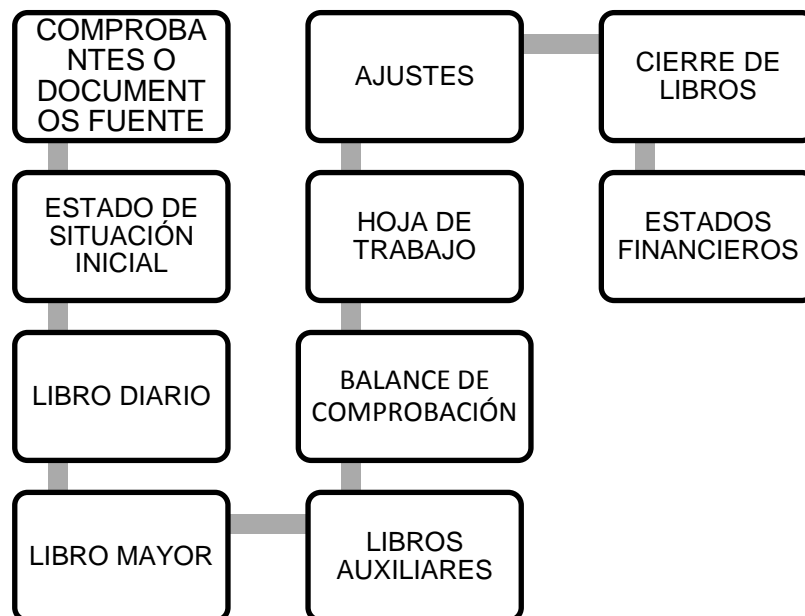 COMPROBA
NTES O
DOCUMENT
OS FUENTE
ESTADO DE
SITUACIÓN
INICIAL
LIBRO DIARIO
LIBRO MAYOR
LIBROS
AUXILIARES
BALANCE DE
COMPROBACIÓN
HOJA DE
TRABAJO
AJUSTES
CIERRE DE
LIBROS
ESTADOS
FINANCIEROS